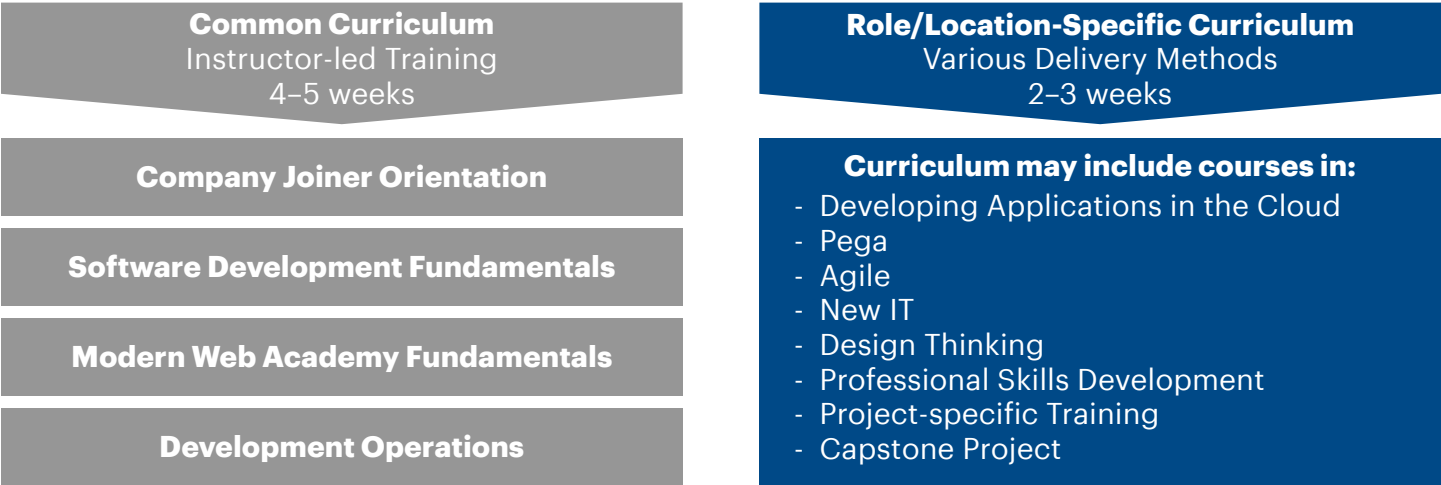 Common Curriculum
Instructor-led Training
4–5 weeks
Company Joiner Orientation
Software Development Fundamentals
Modern Web Academy Fundamentals
Development Operations
Role/Location-Specific Curriculum
Various Delivery Methods
2–3 weeks
Curriculum may include courses in:
- Developing Applications in the Cloud
- Pega
- Agile
- New IT
- Design Thinking
- Professional Skills Development
- Project-specific Training
- Capstone Project